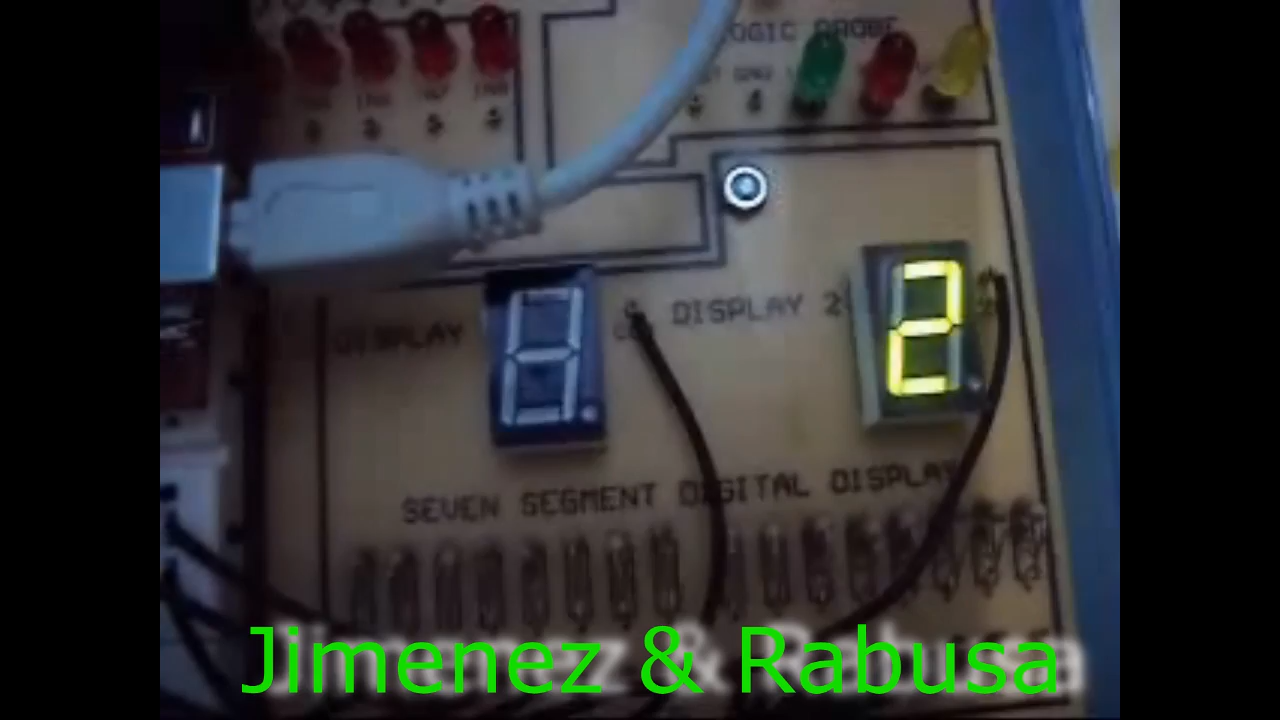 LOGIC PROBE
DISPLAY
DISPLAY 2
2
SEVEN SEGMENT DIGITAL DISPLAY
Jimenez & Rabusa